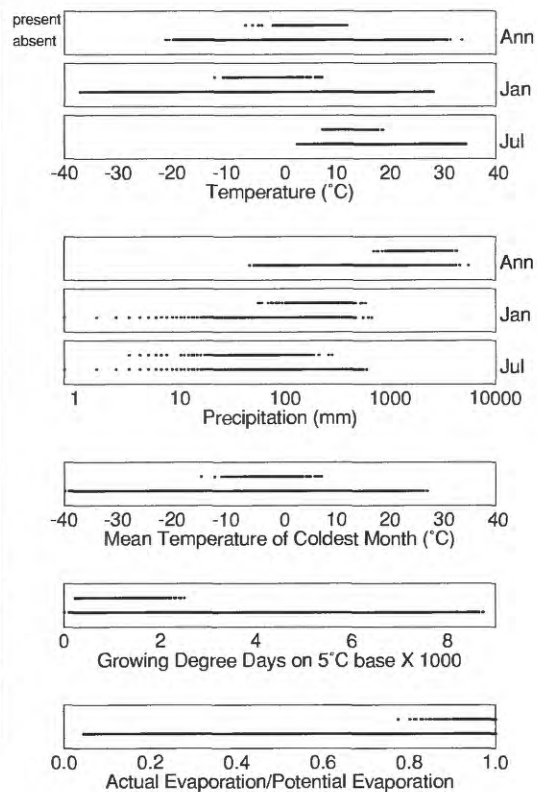 present
absent
Ann
Jan
Jul
-40 -30 -20 -10 0 10 20 30 40
Temperature (˚C)
Ann
Jan
Jul
1 10 100 1000 10000
Precipitation (mm)
-40 -30 -20 -10 0 10 20 30 40
Mean Temperature of Coldest Month (˚C)
0 2 4 6 8
Growing Degree Days on 5˚C base X 1000
0.0 0.2 0.4 0.6 0.8 1.0
Actual Evaporation/Potential Evaporation